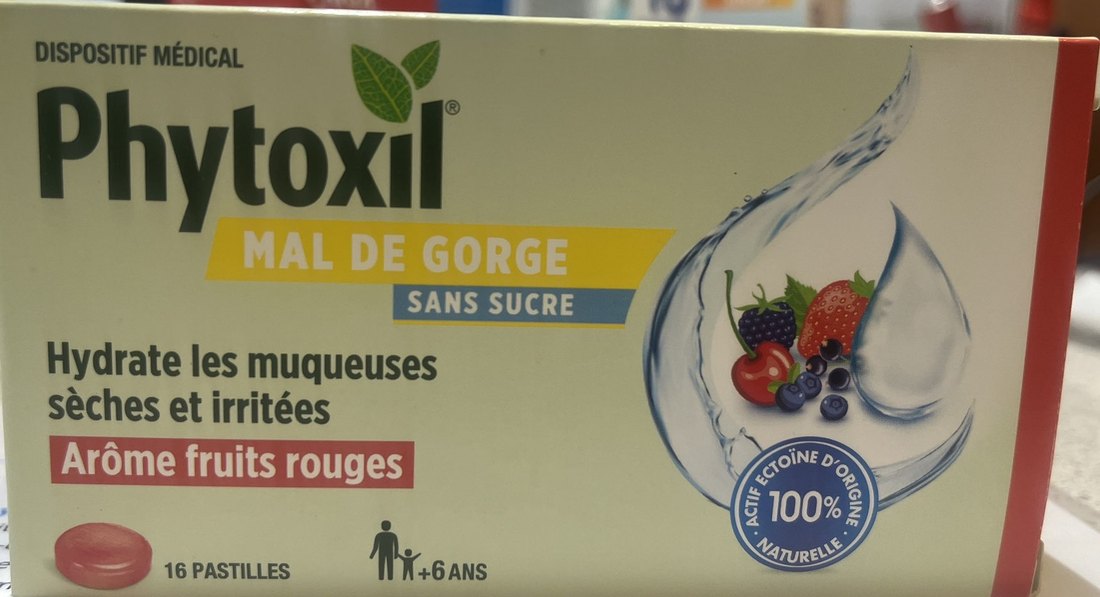 DISPOSITIF MÉDICAL
Phytoxil®
MAL DE GORGE
SANS SUCRE
Hydrate les muqueuses
sèches et irritées
Arôme fruits rouges
16 PASTILLES
+6 ANS
ACTIF ECTOÏNE D'ORIGINE
100%
NATURELLE